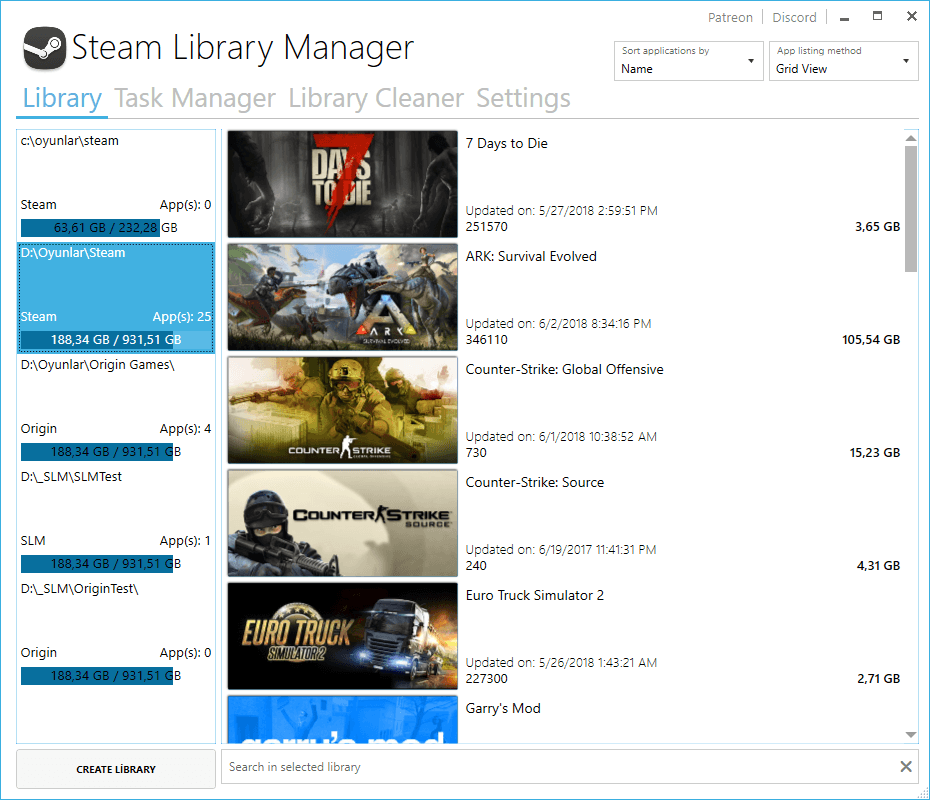 Patreon
Discord
Steam Library Manager
Sort applications by
Name
App listing method
Grid View
Library
Task Manager
Library Cleaner
Settings
c:\oyunlar\steam
Steam
App(s): 0
63,61 GB / 232,28 GB
D:\Oyunlar\Steam
Steam
App(s): 25
188,34 GB / 931,51 GB
D:\Oyunlar\Origin Games\
Origin
App(s): 4
188,34 GB / 931,51 GB
D:\_SLM\SLMTest
SLM
App(s): 1
188,34 GB / 931,51 GB
D:\_SLM\OriginTest\
Origin
App(s): 0
188,34 GB / 931,51 GB
CREATE LİBRARY
7
DAYS
TO DIE
7 Days to Die
Updated on: 5/27/2018 2:59:51 PM
251570
3,65 GB
ARK
SURVIVAL EVOLVED
ARK: Survival Evolved
Updated on: 6/2/2018 8:34:16 PM
346110
105,54 GB
COUNTER STRIKE
GLOBAL OFFENSIVE
Counter-Strike: Global Offensive
Updated on: 6/1/2018 10:38:52 AM
730
15,23 GB
COUNTER STRIKE
SOURCE
Counter-Strike: Source
Updated on: 6/19/2017 11:41:31 PM
240
4,31 GB
EURO TRUCK
SIMULATOR 2
Euro Truck Simulator 2
Updated on: 5/26/2018 1:43:21 AM
227300
2,71 GB
garry's mod
Garry's Mod
Search in selected library